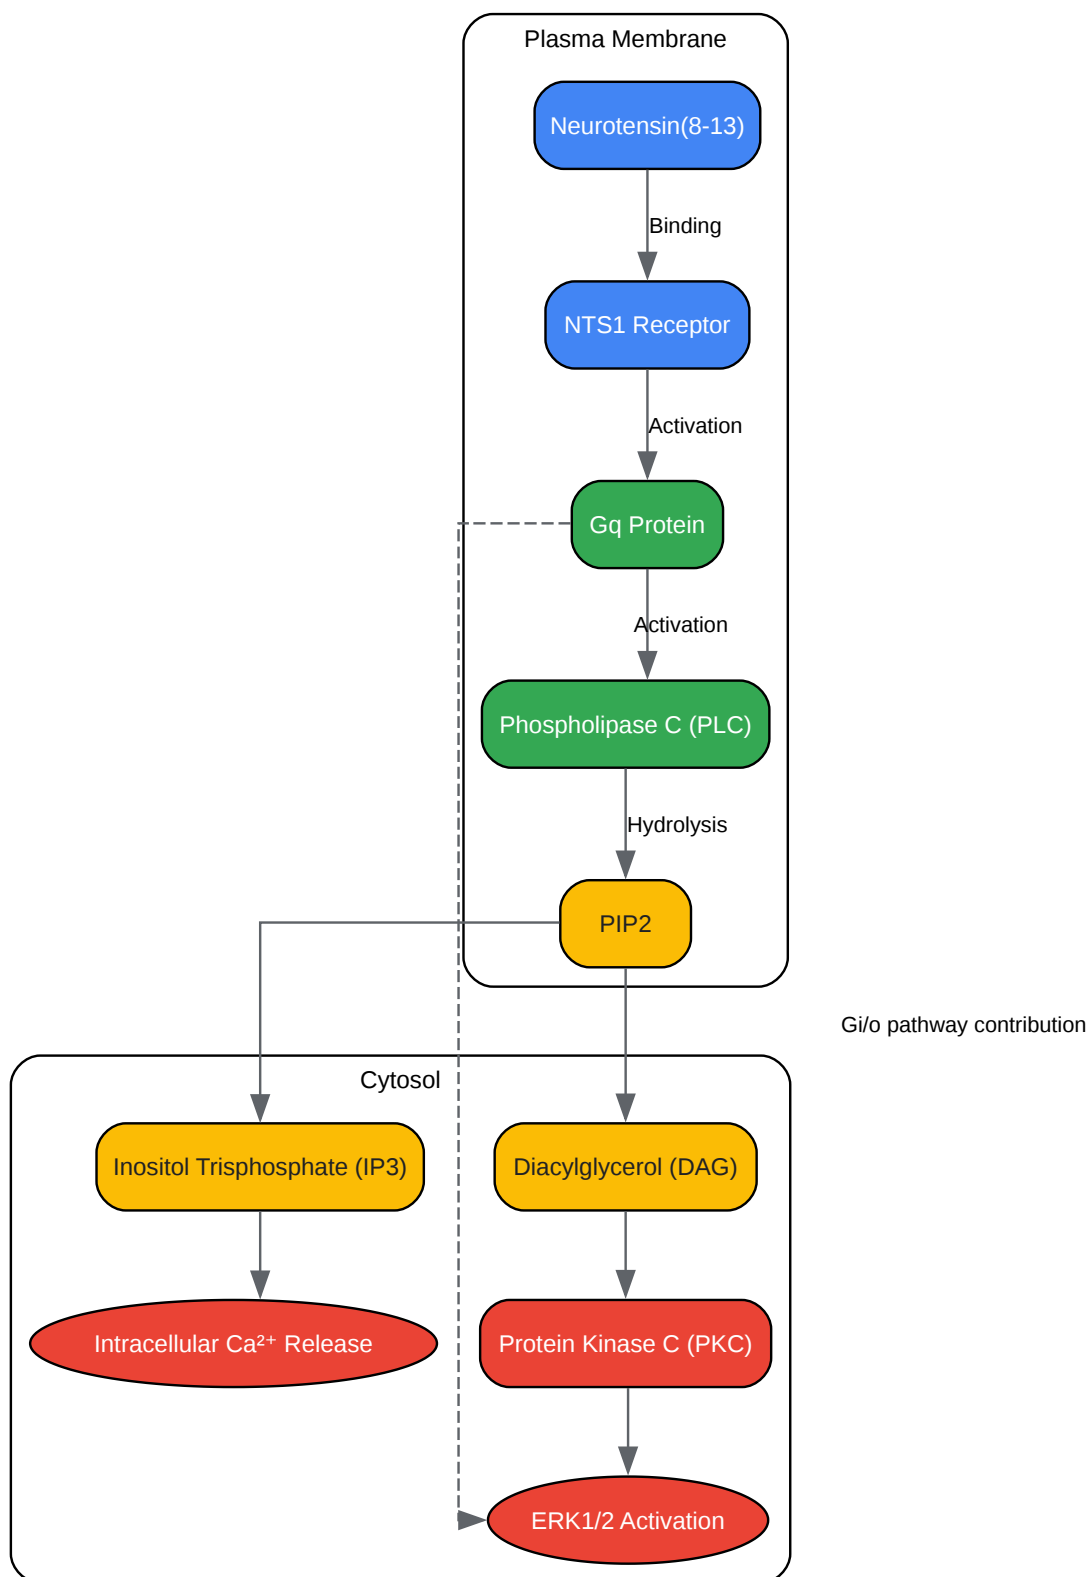 Plasma Membrane
Neurotensin(8-13)
Binding
NTS1 Receptor
Activation
Gq Protein
Activation
Phospholipase C (PLC)
Hydrolysis
PIP2
Gi/o pathway contribution
Cytosol
Inositol Trisphosphate (IP3)
Diacylglycerol (DAG)
Intracellular Ca²⁺ Release
Protein Kinase C (PKC)
ERK1/2 Activation